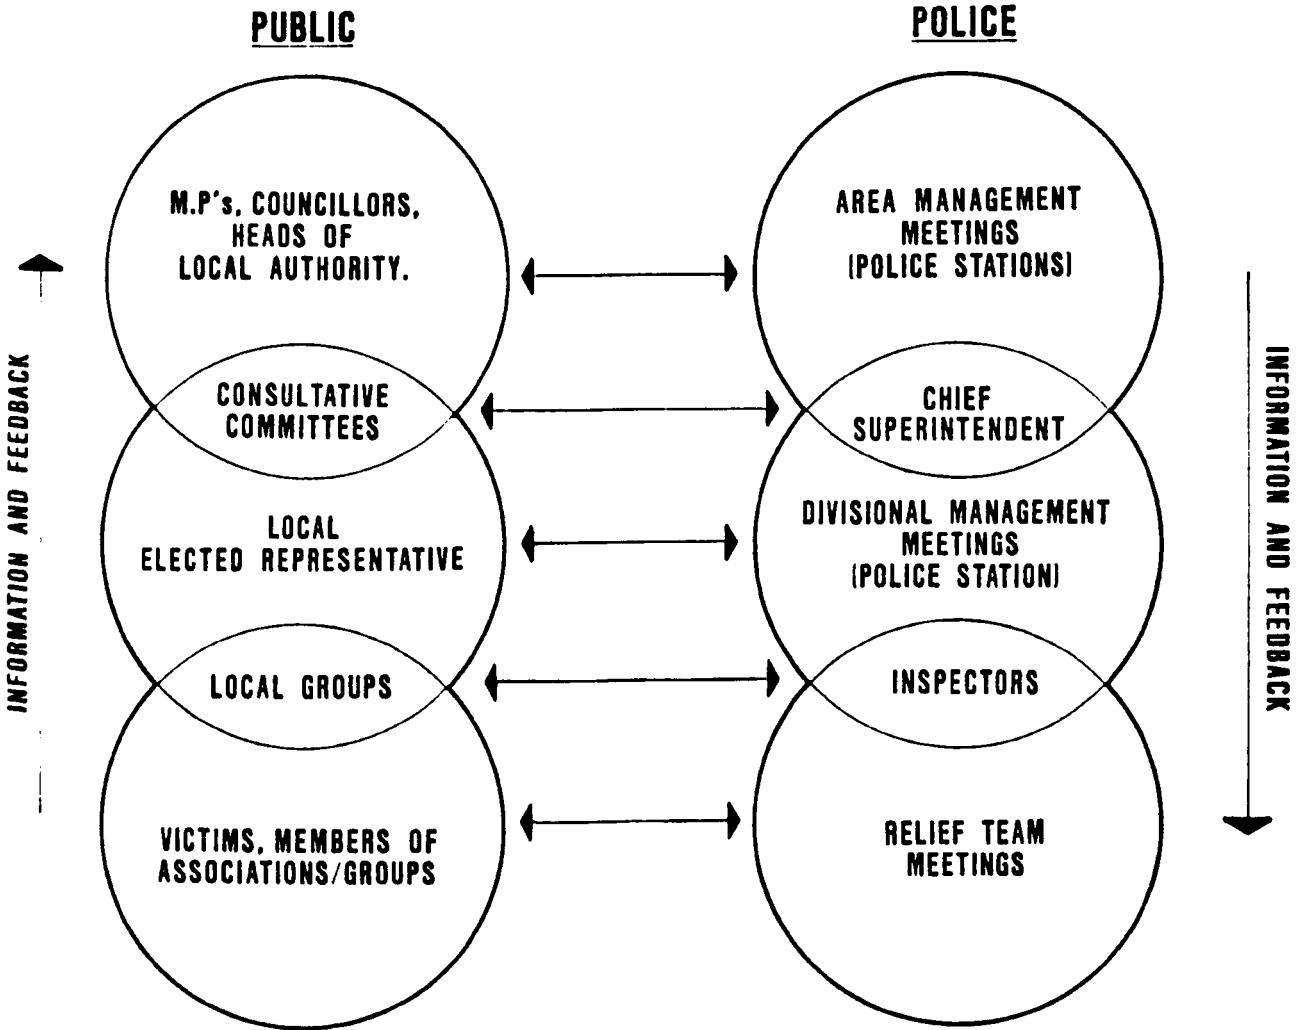 PUBLIC
POLICE
M.P's, COUNCILLORS,
HEADS OF
LOCAL AUTHORITY.
AREA MANAGEMENT
MEETINGS
(POLICE STATIONS)
CONSULTATIVE
COMMITTEES
CHIEF
SUPERINTENDENT
LOCAL
ELECTED REPRESENTATIVE
DIVISIONAL MANAGEMENT
MEETINGS
(POLICE STATION)
LOCAL GROUPS
INSPECTORS
VICTIMS, MEMBERS OF
ASSOCIATIONS/GROUPS
RELIEF TEAM
MEETINGS
INFORMATION AND FEEDBACK
INFORMATION AND FEEDBACK